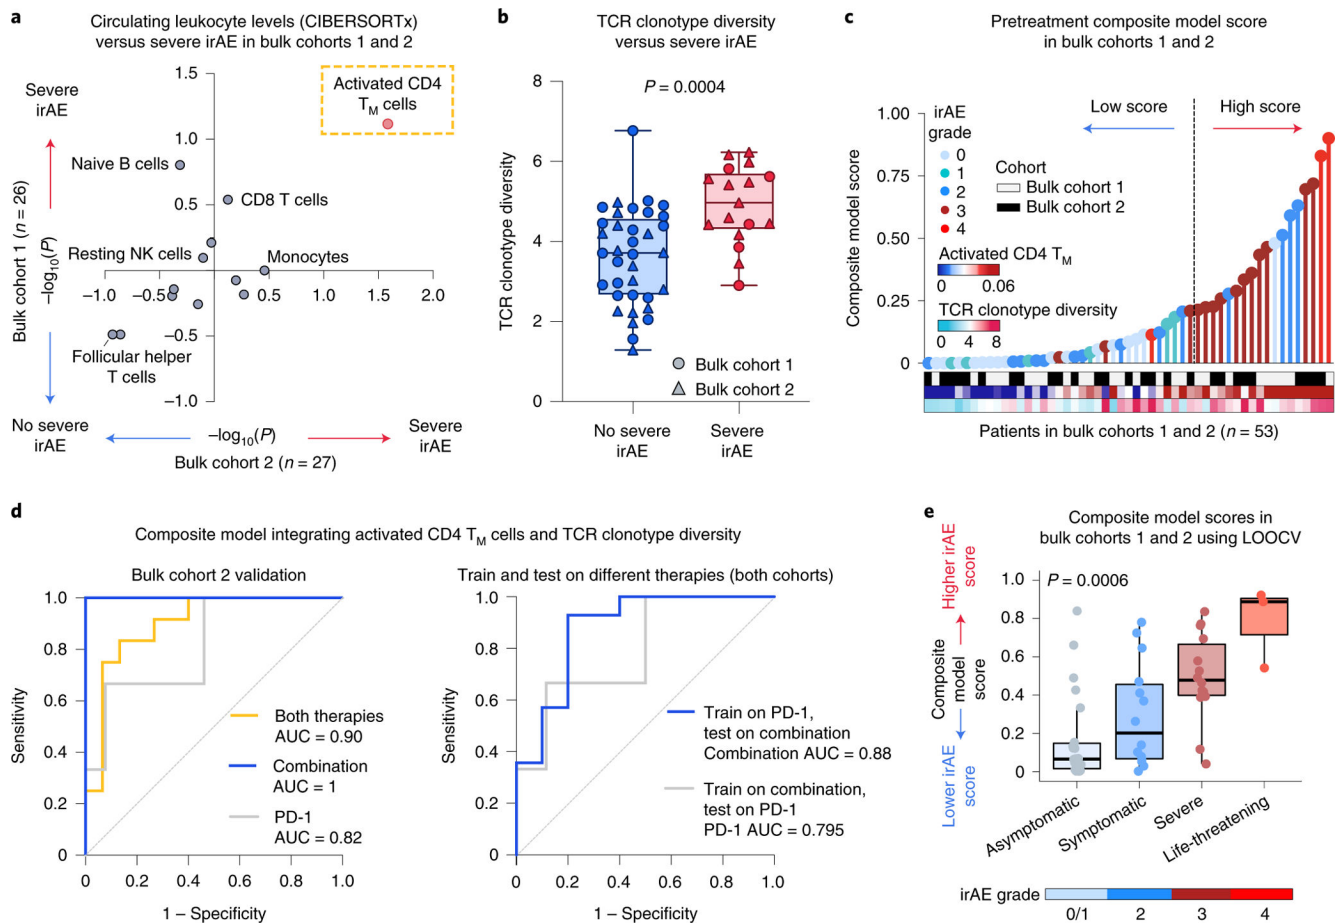 a
Circulating leukocyte levels (CIBERSORTx)
versus severe irAE in bulk cohorts 1 and 2
Severe
irAE
Bulk cohort 1 (n = 26)
–log10(P)
No severe
irAE
1.5
1.0
0.5
–0.5
–1.0
–1.0
–0.5
0.5
1.0
1.5
2.0
Activated CD4
TM cells
Naive B cells
CD8 T cells
Resting NK cells
Monocytes
Follicular helper
T cells
–log10(P)
Bulk cohort 2 (n = 27)
Severe
irAE
b
TCR clonotype diversity
versus severe irAE
P = 0.0004
TCR clonotype diversity
8
6
4
2
0
Bulk cohort 1
Bulk cohort 2
No severe
irAE
Severe
irAE
c
Pretreatment composite model score
in bulk cohorts 1 and 2
Composite model score
1.00
0.75
0.50
0.25
0
irAE
grade
0
1
2
3
4
Low score
High score
Cohort
Bulk cohort 1
Bulk cohort 2
Activated CD4 TM
0 0.06
TCR clonotype diversity
0 4 8
Patients in bulk cohorts 1 and 2 (n = 53)
d
Composite model integrating activated CD4 TM cells and TCR clonotype diversity
Bulk cohort 2 validation
Sensitivity
1.0
0.8
0.6
0.4
0.2
0
Both therapies
AUC = 0.90
Combination
AUC = 1
PD-1
AUC = 0.82
0 0.2 0.4 0.6 0.8 1.0
1 – Specificity
Train and test on different therapies (both cohorts)
Sensitivity
1.0
0.8
0.6
0.4
0.2
0
Train on PD-1,
test on combination
Combination AUC = 0.88
Train on combination,
test on PD-1
PD-1 AUC = 0.795
0 0.2 0.4 0.6 0.8 1.0
1 – Specificity
e
Composite model scores in
bulk cohorts 1 and 2 using LOOCV
Higher irAE
score
Composite
model
score
Lower irAE
score
P = 0.0006
1.0
0.8
0.6
0.4
0.2
0
Asymptomatic
Symptomatic
Severe
Life-threatening
irAE grade
0/1 2 3 4